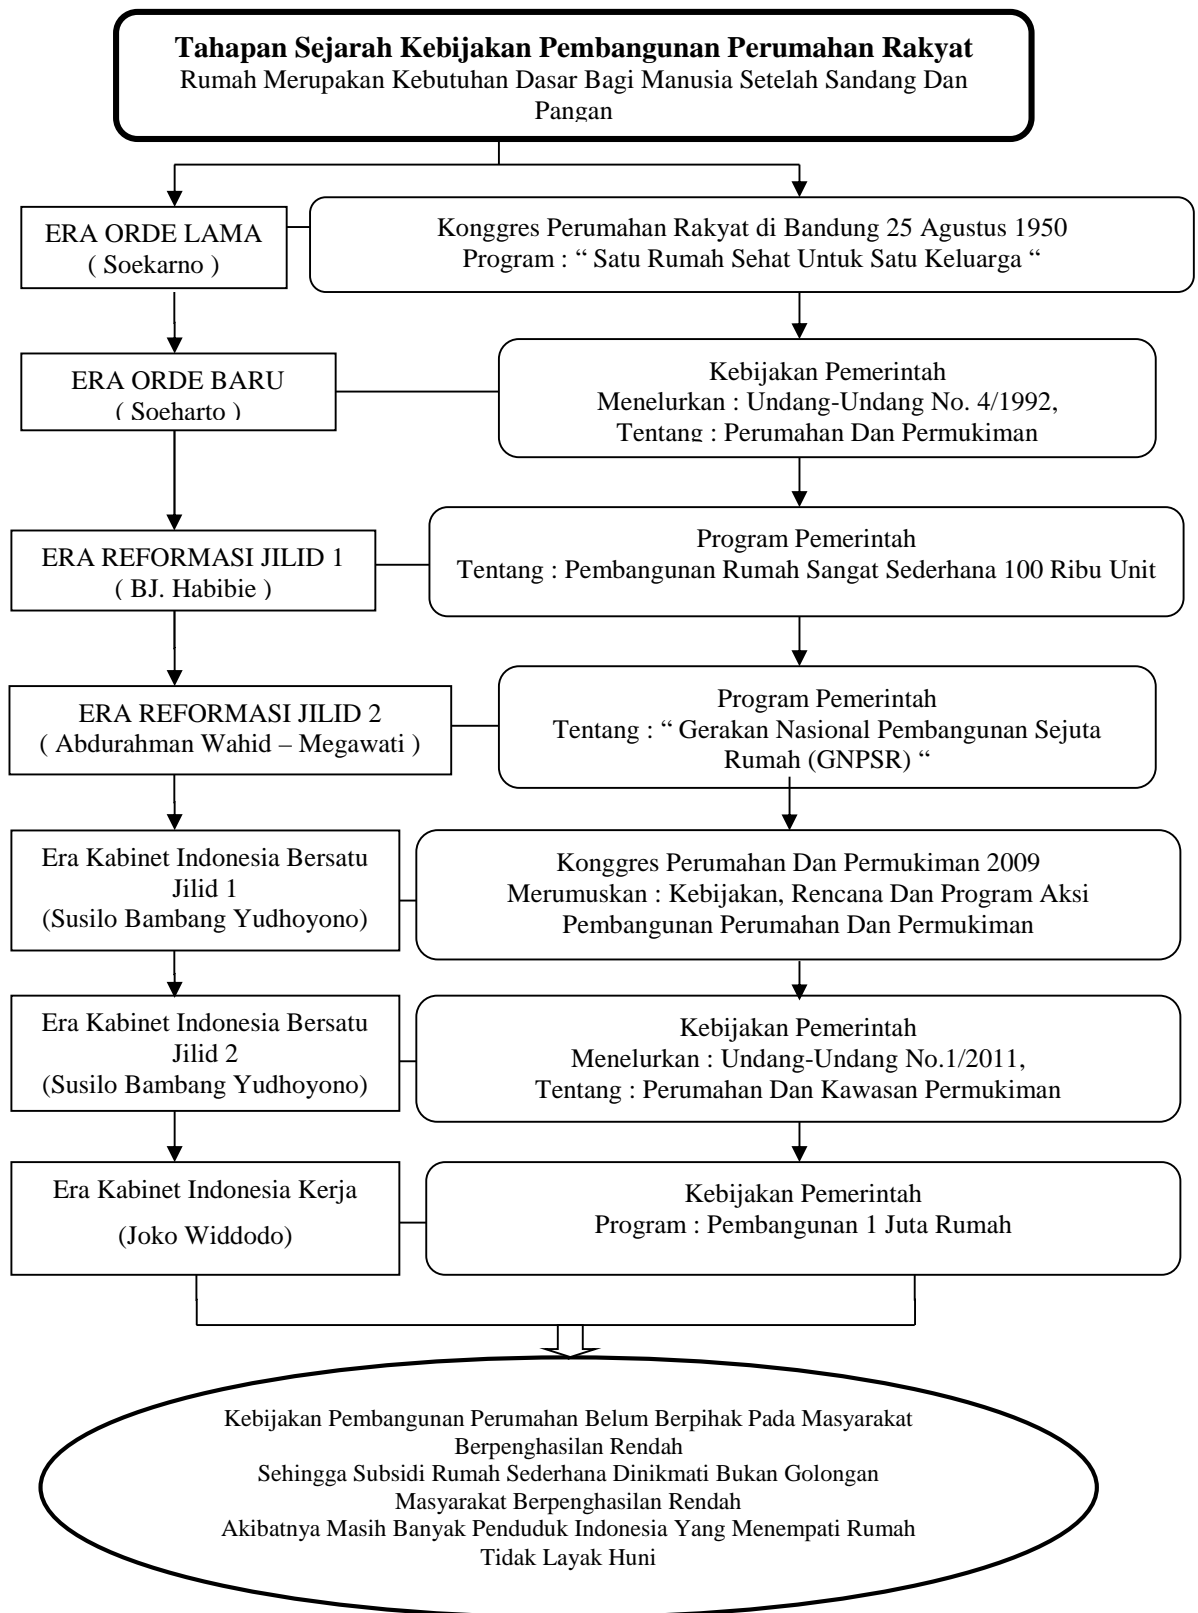 Tahapan Sejarah Kebijakan Pembangunan Perumahan Rakyat
Rumah Merupakan Kebutuhan Dasar Bagi Manusia Setelah Sandang Dan
Pangan
ERA ORDE LAMA
( Soekarno )
Konggres Perumahan Rakyat di Bandung 25 Agustus 1950
Program : “ Satu Rumah Sehat Untuk Satu Keluarga “
ERA ORDE BARU
( Soeharto )
Kebijakan Pemerintah
Menelurkan : Undang-Undang No. 4/1992,
Tentang : Perumahan Dan Permukiman
ERA REFORMASI JILID 1
( BJ. Habibie )
Program Pemerintah
Tentang : Pembangunan Rumah Sangat Sederhana 100 Ribu Unit
ERA REFORMASI JILID 2
( Abdurahman Wahid – Megawati )
Program Pemerintah
Tentang : “ Gerakan Nasional Pembangunan Sejuta
Rumah (GNPSR) “
Era Kabinet Indonesia Bersatu
Jilid 1
(Susilo Bambang Yudhoyono)
Konggres Perumahan Dan Permukiman 2009
Merumuskan : Kebijakan, Rencana Dan Program Aksi
Pembangunan Perumahan Dan Permukiman
Era Kabinet Indonesia Bersatu
Jilid 2
(Susilo Bambang Yudhoyono)
Kebijakan Pemerintah
Menelurkan : Undang-Undang No.1/2011,
Tentang : Perumahan Dan Kawasan Permukiman
Era Kabinet Indonesia Kerja
(Joko Widdodo)
Kebijakan Pemerintah
Program : Pembangunan 1 Juta Rumah
Kebijakan Pembangunan Perumahan Belum Berpihak Pada Masyarakat
Berpenghasilan Rendah
Sehingga Subsidi Rumah Sederhana Dinikmati Bukan Golongan
Masyarakat Berpenghasilan Rendah
Akibatnya Masih Banyak Penduduk Indonesia Yang Menempati Rumah
Tidak Layak Huni